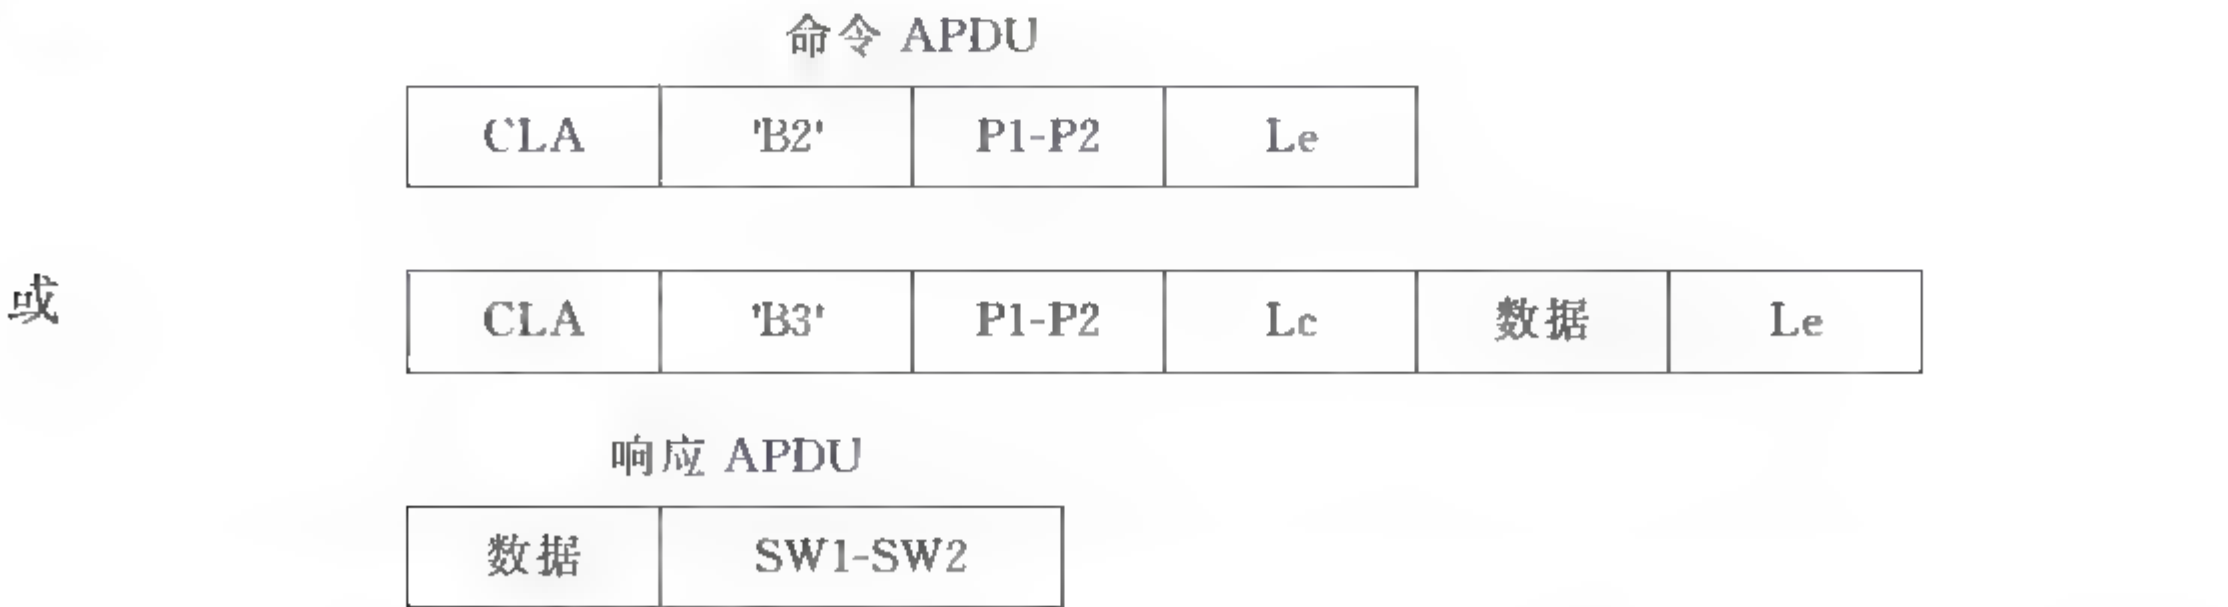 命令 APDU
CLA 'B2' P1-P2 Le
或 CLA 'B3' P1-P2 Lc 数据 Le
响应 APDU
数据 SW1-SW2